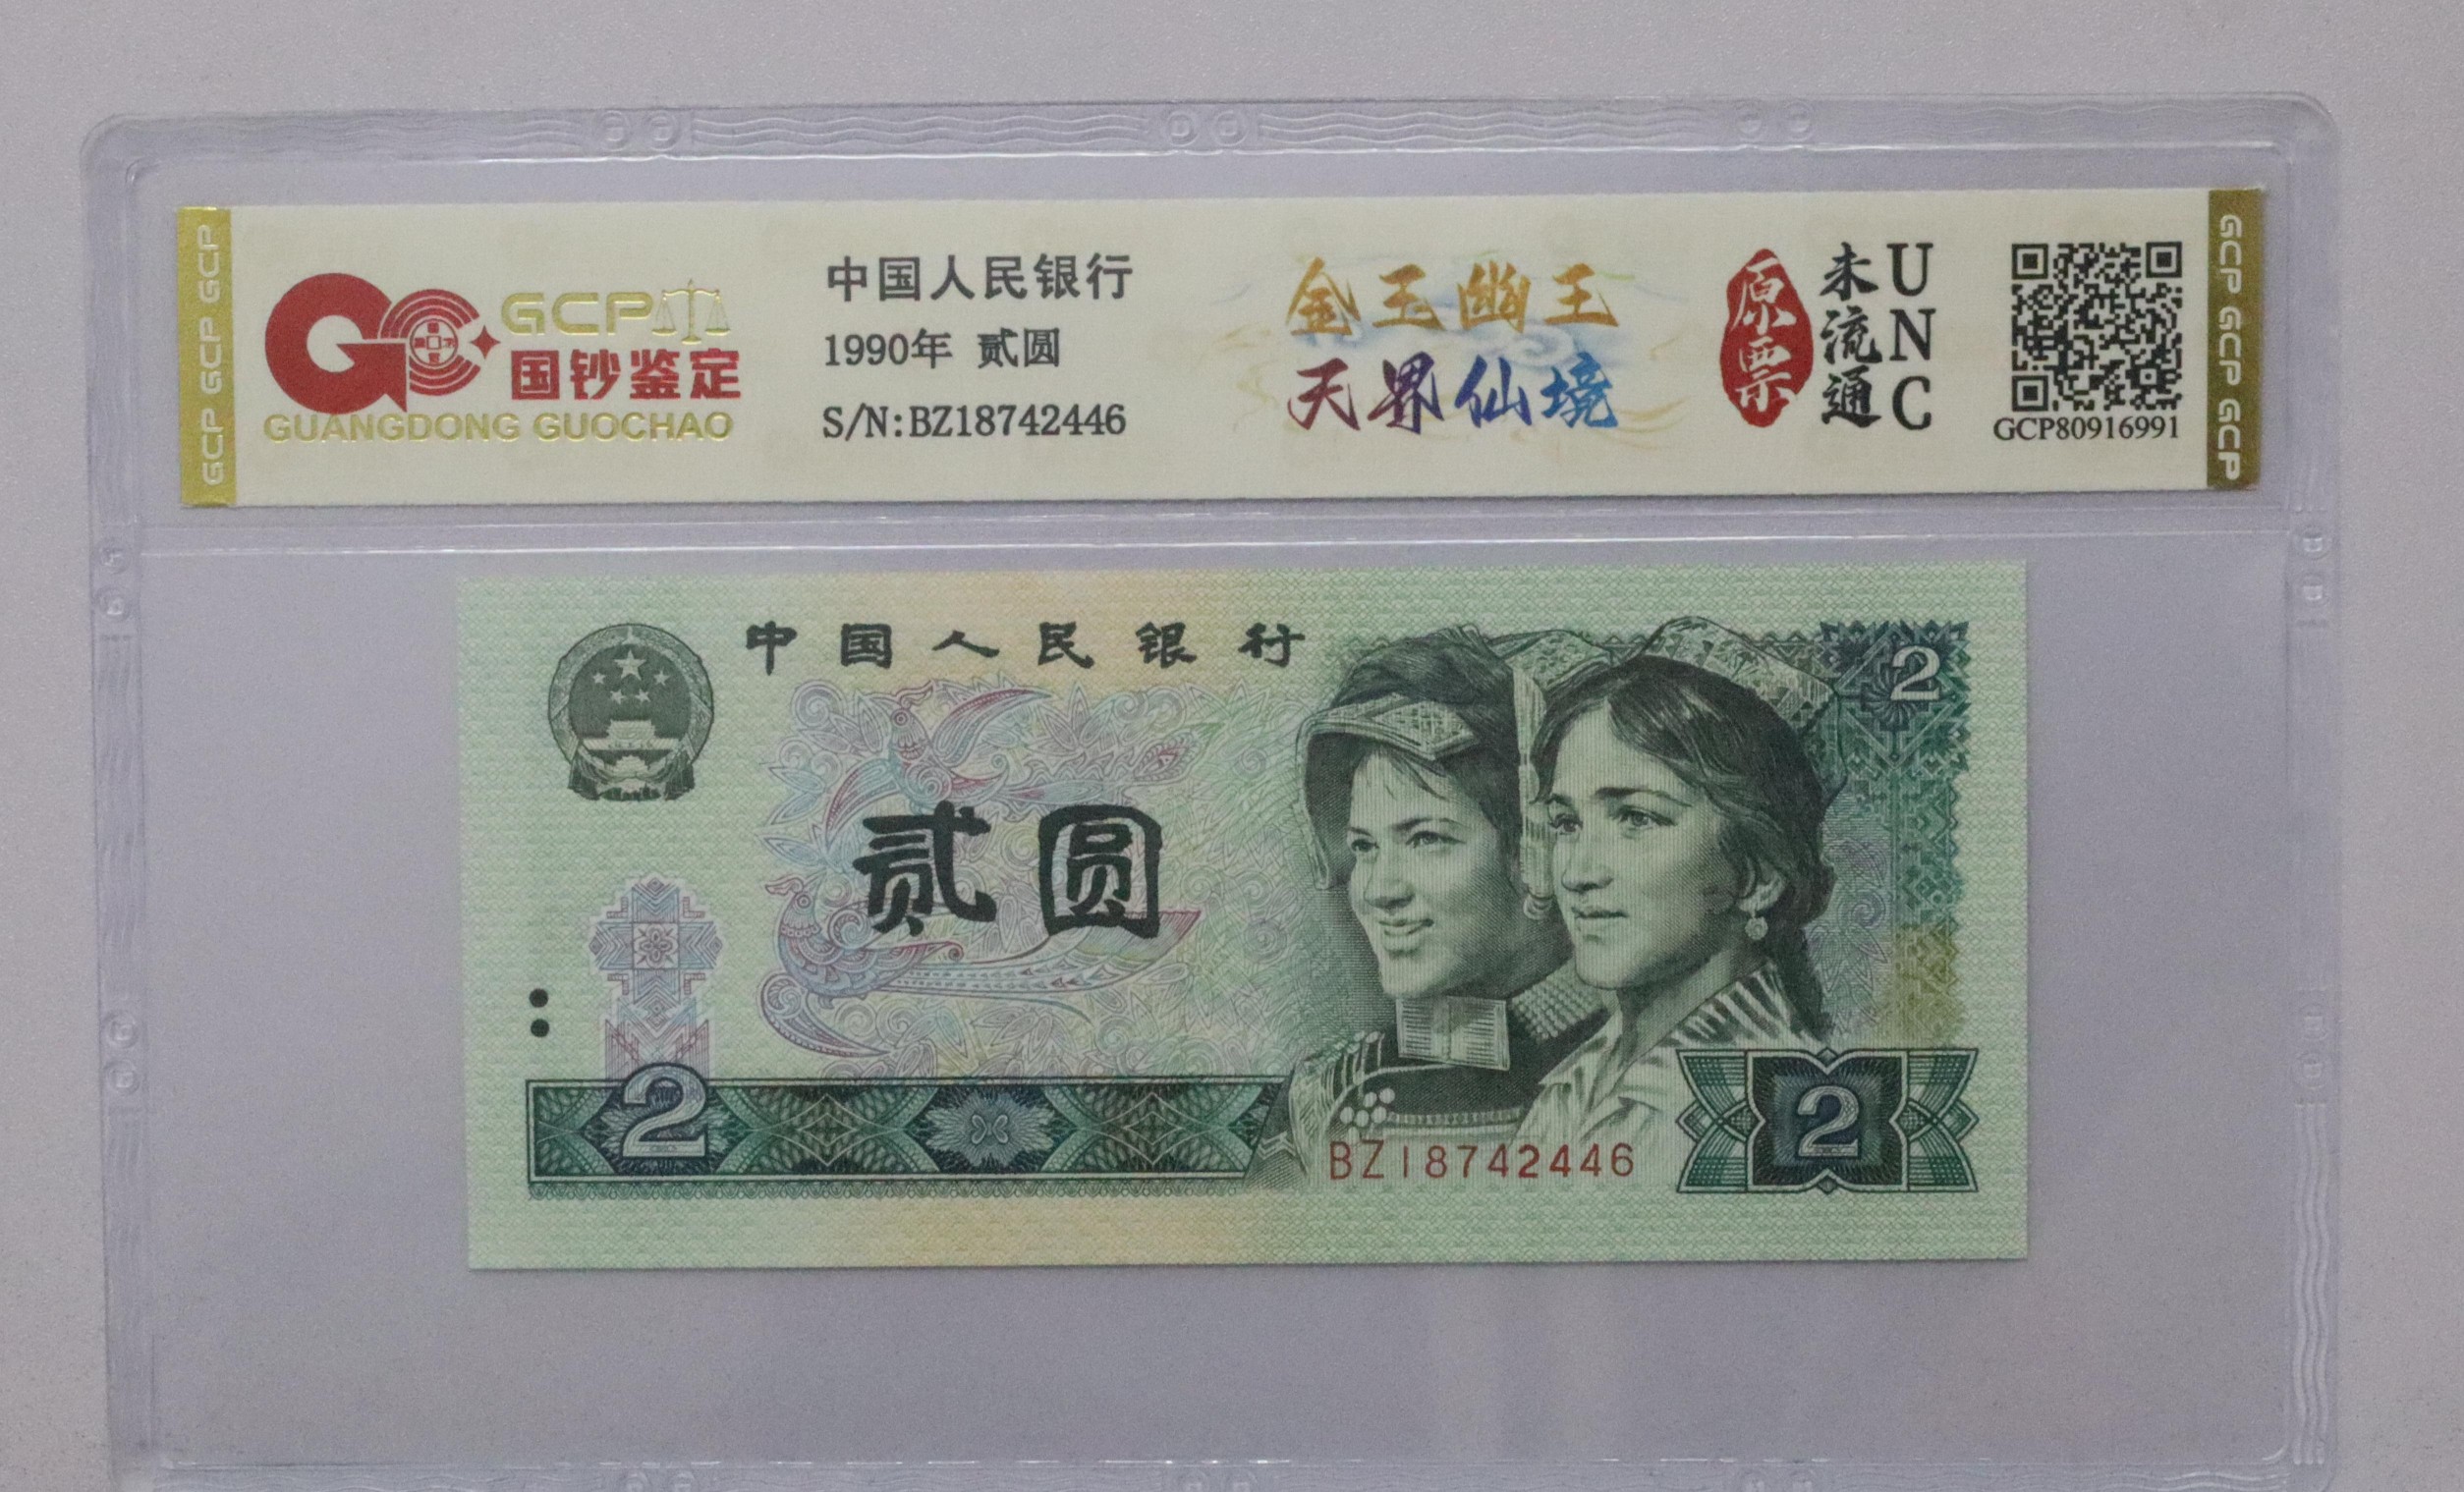 GCP GCP GCP
GCP
国钞鉴定
GUANGDONG GUOCHAO
中国人民银行
1990年 贰圆
S/N:BZ18742446
金玉幽王
天界仙境
原票
未流通
UNC
GCP80916991
GCP GCP GCP
中国人民银行
2
贰圆
2
BZ18742446
2